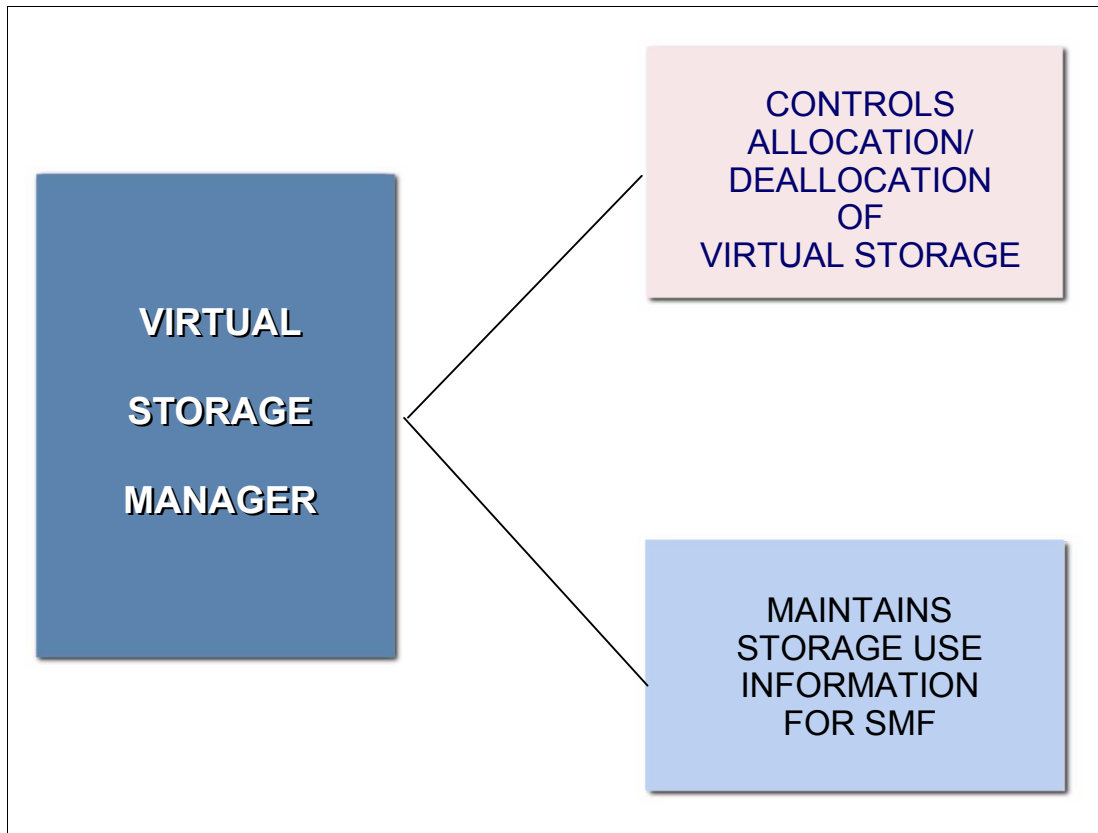 VIRTUAL
STORAGE
MANAGER
CONTROLS
ALLOCATION/
DEALLOCATION
OF
VIRTUAL STORAGE
MAINTAINS
STORAGE USE
INFORMATION
FOR SMF